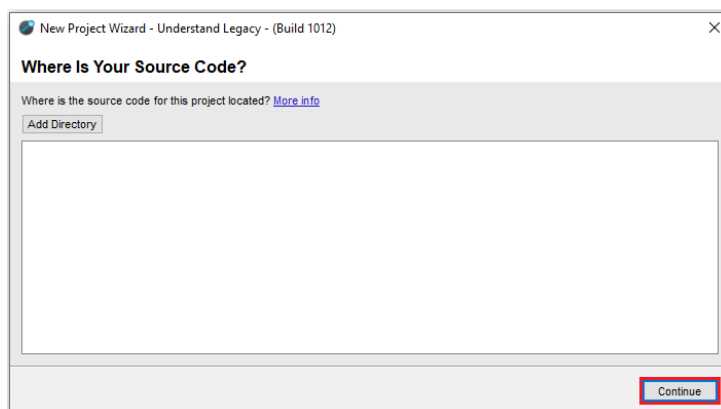 New Project Wizard - Understand Legacy - (Build 1012)
Where Is Your Source Code?
Where is the source code for this project located? More info
Add Directory
Continue